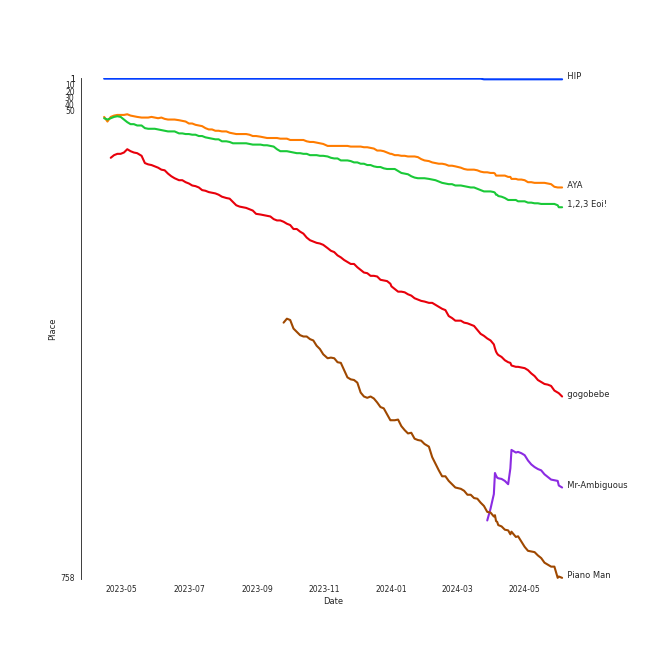 1
10
20
30
40
50
758
Place
HIP
AYA
1,2,3 Eoi!
gogobebe
Mr-Ambiguous
Piano Man
2023-05 2023-07 2023-09 2023-11 2024-01 2024-03 2024-05
Date